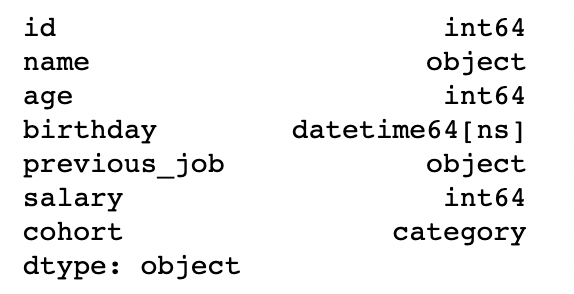 id int64
name object
age int64
birthday datetime64[ns]
previous_job object
salary int64
cohort category
dtype: object